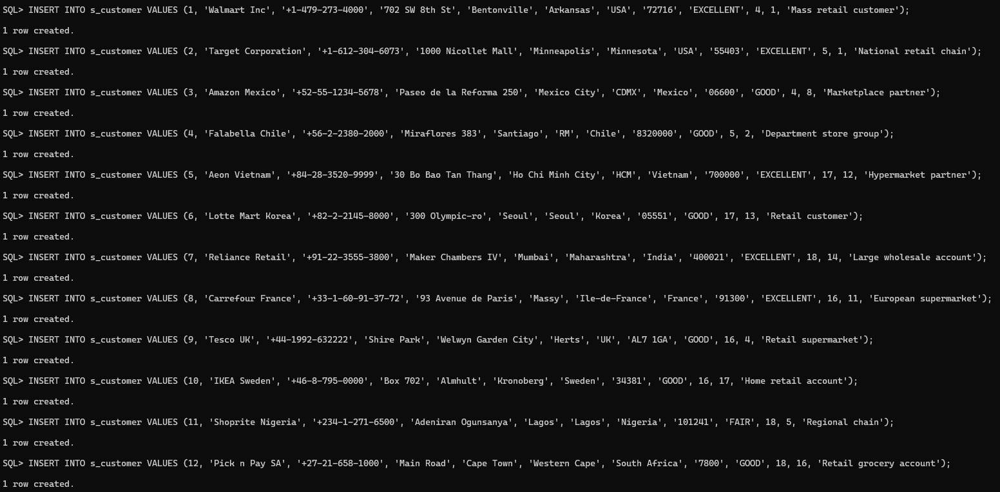 SQL> INSERT INTO s_customer VALUES (1, 'Walmart Inc', '+1-479-273-4000', '702 SW 8th St', 'Bentonville', 'Arkansas', 'USA', '72716', 'EXCELLENT', 4, 1, 'Mass retail customer');
1 row created.
SQL> INSERT INTO s_customer VALUES (2, 'Target Corporation', '+1-612-304-6073', '1000 Nicollet Mall', 'Minneapolis', 'Minnesota', 'USA', '55403', 'EXCELLENT', 5, 1, 'National retail chain');
1 row created.
SQL> INSERT INTO s_customer VALUES (3, 'Amazon Mexico', '+52-55-1234-5678', 'Paseo de la Reforma 250', 'Mexico City', 'CDMX', 'Mexico', '06600', 'GOOD', 4, 8, 'Marketplace partner');
1 row created.
SQL> INSERT INTO s_customer VALUES (4, 'Falabella Chile', '+56-2-2380-2000', 'Miraflores 383', 'Santiago', 'RM', 'Chile', '8320000', 'GOOD', 5, 2, 'Department store group');
1 row created.
SQL> INSERT INTO s_customer VALUES (5, 'Aeon Vietnam', '+84-28-3520-9999', '30 Bo Bao Tan Thang', 'Ho Chi Minh City', 'HCM', 'Vietnam', '700000', 'EXCELLENT', 17, 12, 'Hypermarket partner');
1 row created.
SQL> INSERT INTO s_customer VALUES (6, 'Lotte Mart Korea', '+82-2-2145-8000', '300 Olympic-ro', 'Seoul', 'Seoul', 'Korea', '05551', 'GOOD', 17, 13, 'Retail customer');
1 row created.
SQL> INSERT INTO s_customer VALUES (7, 'Reliance Retail', '+91-22-3555-3800', 'Maker Chambers IV', 'Mumbai', 'Maharashtra', 'India', '400021', 'EXCELLENT', 18, 14, 'Large wholesale account');
1 row created.
SQL> INSERT INTO s_customer VALUES (8, 'Carrefour France', '+33-1-60-91-37-72', '93 Avenue de Paris', 'Massy', 'Ile-de-France', 'France', '91300', 'EXCELLENT', 16, 11, 'European supermarket');
1 row created.
SQL> INSERT INTO s_customer VALUES (9, 'Tesco UK', '+44-1992-632222', 'Shire Park', 'Welwyn Garden City', 'Herts', 'UK', 'AL7 1GA', 'GOOD', 16, 4, 'Retail supermarket');
1 row created.
SQL> INSERT INTO s_customer VALUES (10, 'IKEA Sweden', '+46-8-795-0000', 'Box 702', 'Almhult', 'Kronoberg', 'Sweden', '34381', 'GOOD', 16, 17, 'Home retail account');
1 row created.
SQL> INSERT INTO s_customer VALUES (11, 'Shoprite Nigeria', '+234-1-271-6500', 'Adeniran Ogunsanya', 'Lagos', 'Lagos', 'Nigeria', '101241', 'FAIR', 18, 5, 'Regional chain');
1 row created.
SQL> INSERT INTO s_customer VALUES (12, 'Pick n Pay SA', '+27-21-658-1000', 'Main Road', 'Cape Town', 'Western Cape', 'South Africa', '7800', 'GOOD', 18, 16, 'Retail grocery account');
1 row created.